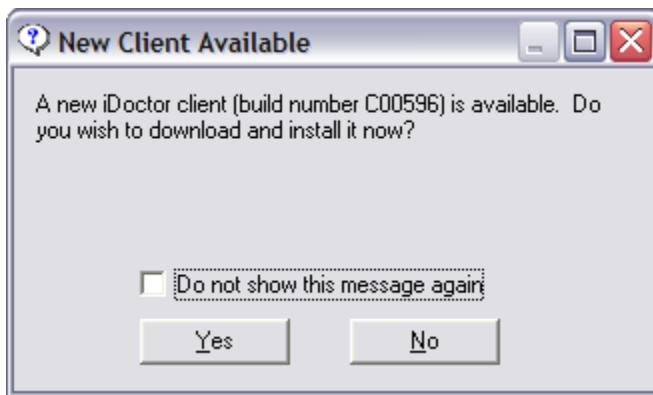 New Client Available
A new iDoctor client (build number C00596) is available.  Do
you wish to download and install it now?
Do not show this message again
Yes
No